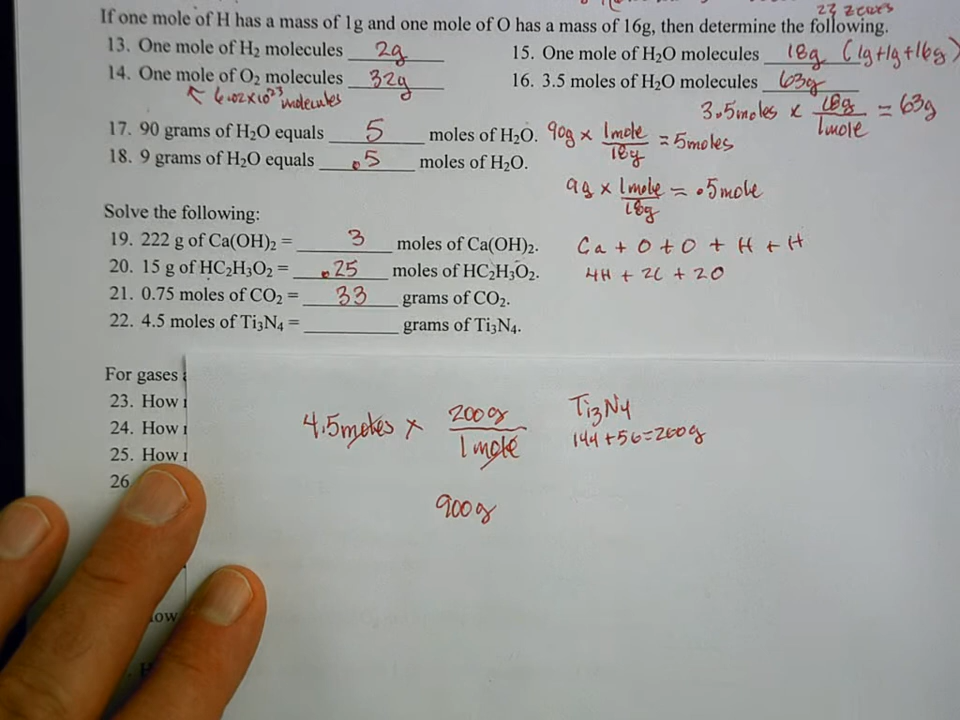 23 zeroes
If one mole of H has a mass of 1g and one mole of O has a mass of 16g, then determine the following.
13. One mole of H₂ molecules 2g
15. One mole of H₂O molecules 18g (1g+1g+16g)
14. One mole of O₂ molecules 32g
16. 3.5 moles of H₂O molecules 63g
↖ 6.02x10²³ molecules
3.5moles x 18g/1mole = 63g
17. 90 grams of H₂O equals 5 moles of H₂O. 90g x 1mole/18g = 5moles
18. 9 grams of H₂O equals .5 moles of H₂O.
9g x 1mole/18g = .5mole
Solve the following:
19. 222 g of Ca(OH)₂ = 3 moles of Ca(OH)₂. Ca + O + O + H + H
20. 15 g of HC₂H₃O₂ = .25 moles of HC₂H₃O₂. 4H + 2C + 2O
21. 0.75 moles of CO₂ = 33 grams of CO₂.
22. 4.5 moles of Ti₃N₄ = grams of Ti₃N₄.
For gases
23. How
24. How
25. How
26
4.5moles x 200g/1mole
Ti₃N₄
144+56=200g
900g
ow